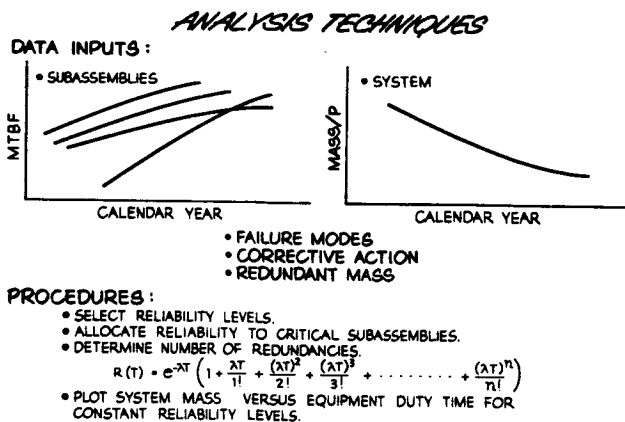 ANALYSIS TECHNIQUES
DATA INPUTS:
• SUBASSEMBLIES
MTBF
CALENDAR YEAR
• SYSTEM
MASS/P
CALENDAR YEAR
• FAILURE MODES
• CORRECTIVE ACTION
• REDUNDANT MASS
PROCEDURES:
• SELECT RELIABILITY LEVELS.
• ALLOCATE RELIABILITY TO CRITICAL SUBASSEMBLIES.
• DETERMINE NUMBER OF REDUNDANCIES.
R(T) = e^-λT (1 + λT/1! + (λT)^2/2! + (λT)^3/3! + ........ + (λT)^n/n!)
• PLOT SYSTEM MASS VERSUS EQUIPMENT DUTY TIME FOR
CONSTANT RELIABILITY LEVELS.